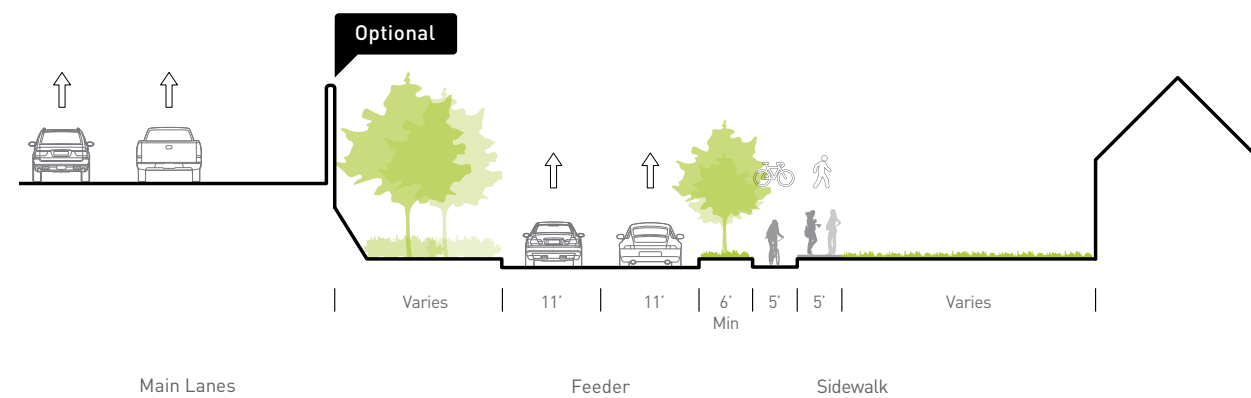 Optional
Varies
11’
11’
6’
Min
5’
5’
Varies
Main Lanes
Feeder
Sidewalk